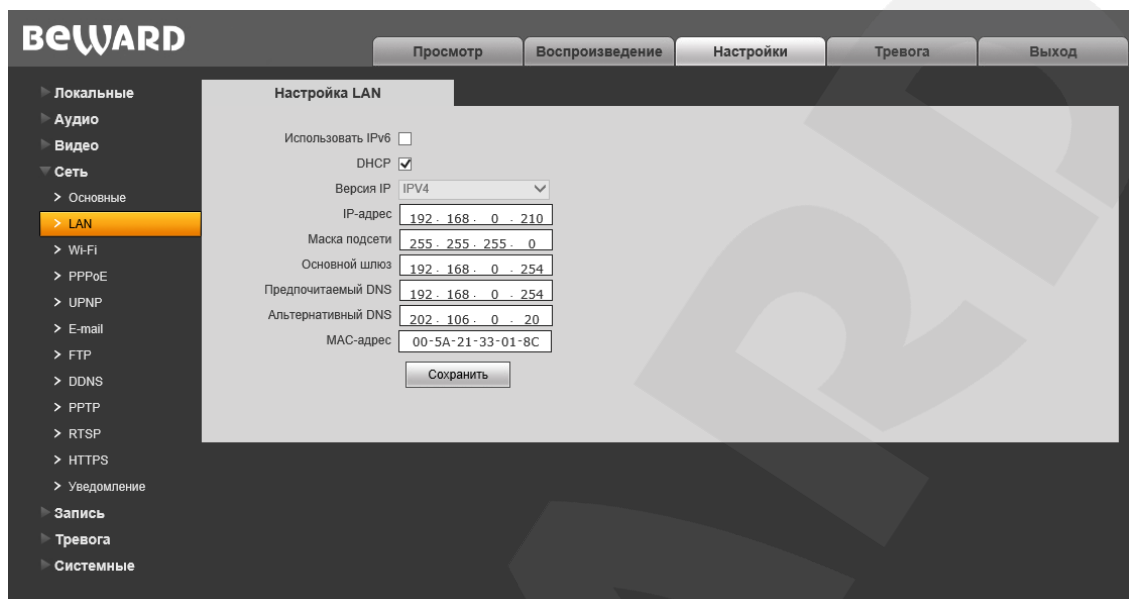 BEWARD
Просмотр Воспроизведение Настройки Тревога Выход
Локальные
Аудио
Видео
Сеть
> Основные
> LAN
> Wi-Fi
> PPPoE
> UPNP
> E-mail
> FTP
> DDNS
> PPTP
> RTSP
> HTTPS
> Уведомление
Запись
Тревога
Системные
Настройка LAN
Использовать IPv6
DHCP
Версия IP IPV4
IP-адрес 192 . 168 . 0 . 210
Маска подсети 255 . 255 . 255 . 0
Основной шлюз 192 . 168 . 0 . 254
Предпочитаемый DNS 192 . 168 . 0 . 254
Альтернативный DNS 202 . 106 . 0 . 20
MAC-адрес 00-5A-21-33-01-8C
Сохранить